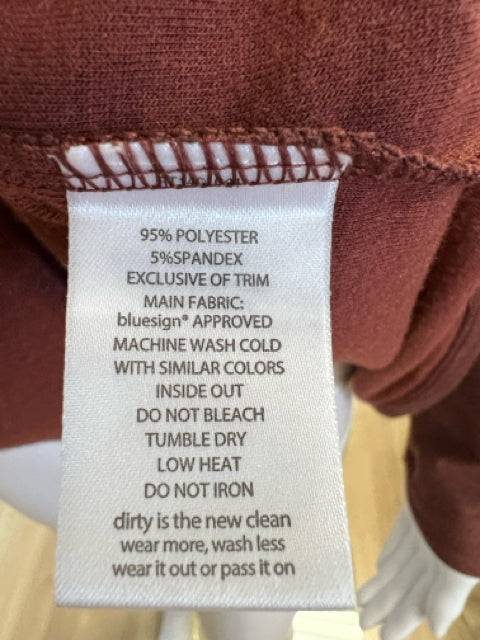 95% POLYESTER
5%SPANDEX
EXCLUSIVE OF TRIM
MAIN FABRIC:
bluesign® APPROVED
MACHINE WASH COLD
WITH SIMILAR COLORS
INSIDE OUT
DO NOT BLEACH
TUMBLE DRY
LOW HEAT
DO NOT IRON
dirty is the new clean
wear more, wash less
wear it out or pass it on